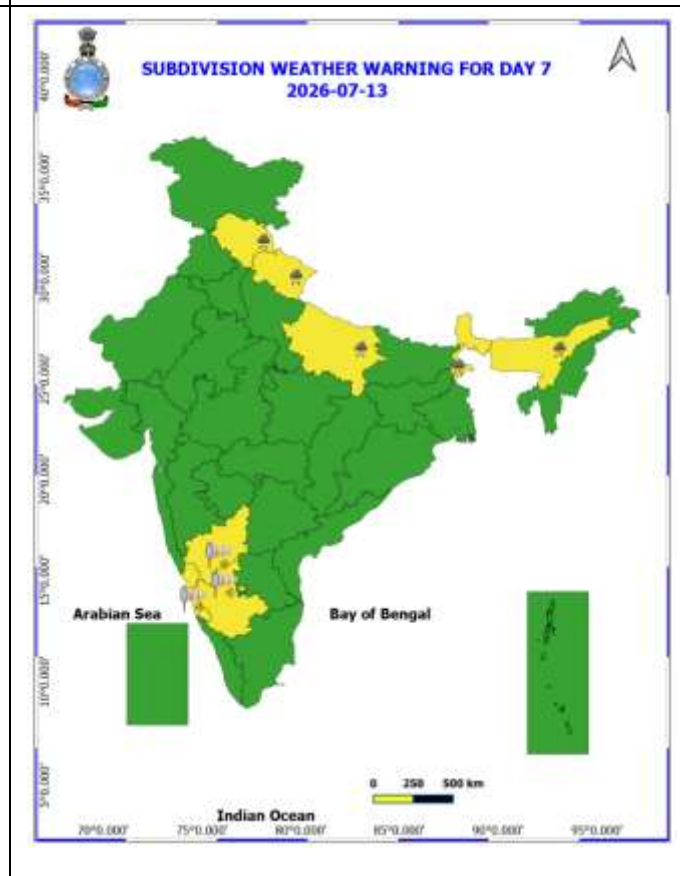 SUBDIVISION WEATHER WARNING FOR DAY 7
2026-07-13
40°0.000'
35°0.000'
30°0.000'
25°0.000'
20°0.000'
15°0.000'
10°0.000'
5°0.000'
Arabian Sea
Bay of Bengal
0 250 500 km
Indian Ocean
70°0.000' 75°0.000' 80°0.000' 85°0.000' 90°0.000' 95°0.000'